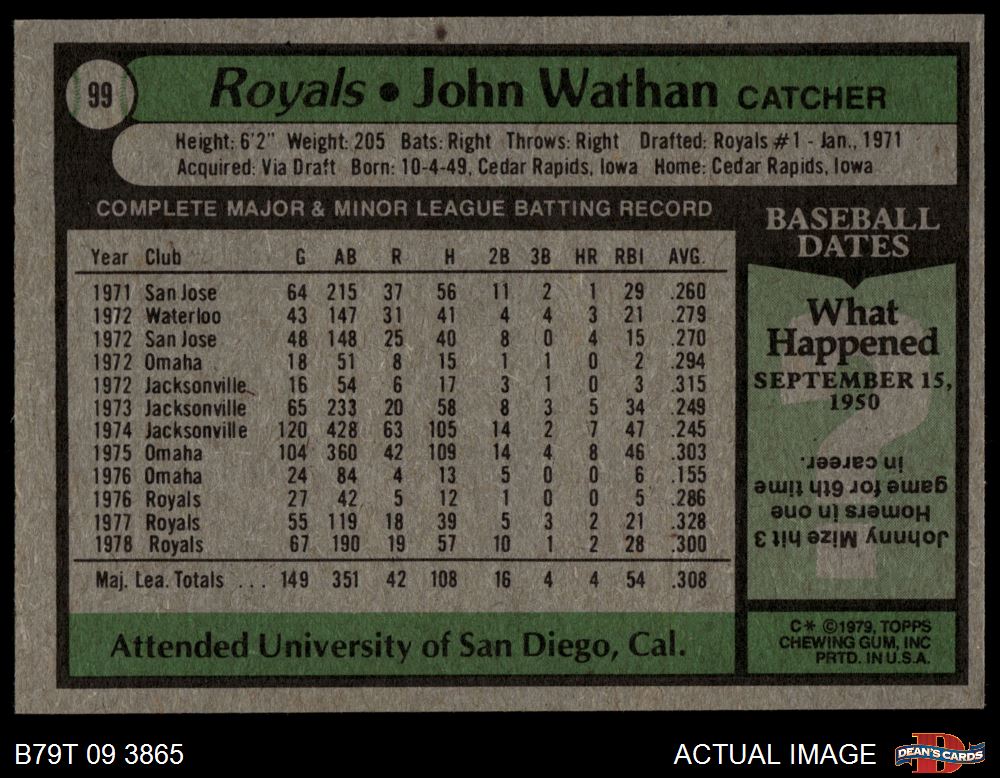 99
Royals • John Wathan CATCHER
Height: 6'2" Weight: 205 Bats: Right Throws: Right Drafted: Royals #1 - Jan., 1971
Acquired: Via Draft Born: 10-4-49, Cedar Rapids, Iowa Home: Cedar Rapids, Iowa
COMPLETE MAJOR & MINOR LEAGUE BATTING RECORD
Year Club G AB R H 2B 3B HR RBI AVG.
1971 San Jose 64 215 37 56 11 2 1 29 .260
1972 Waterloo 43 147 31 41 4 4 3 21 .279
1972 San Jose 48 148 25 40 8 0 4 15 .270
1972 Omaha 18 51 8 15 1 1 0 2 .294
1972 Jacksonville 16 54 6 17 3 1 0 3 .315
1973 Jacksonville 65 233 20 58 8 3 5 34 .249
1974 Jacksonville 120 428 63 105 14 2 7 47 .245
1975 Omaha 104 360 42 109 14 4 8 46 .303
1976 Omaha 24 84 4 13 5 0 0 6 .155
1976 Royals 27 42 5 12 1 0 0 5 .286
1977 Royals 55 119 18 39 5 3 2 21 .328
1978 Royals 67 190 19 57 10 1 2 28 .300
Maj. Lea. Totals ... 149 351 42 108 16 4 4 54 .308
Attended University of San Diego, Cal.
BASEBALL
DATES
?
What
Happened
SEPTEMBER 15,
1950
Johnny Mize hit 3
Homers in one
game for 6th time
in career.
C* ©1979, TOPPS
CHEWING GUM, INC
PRTD. IN U.S.A.
B79T 09 3865
ACTUAL IMAGE
DEAN'S CARDS